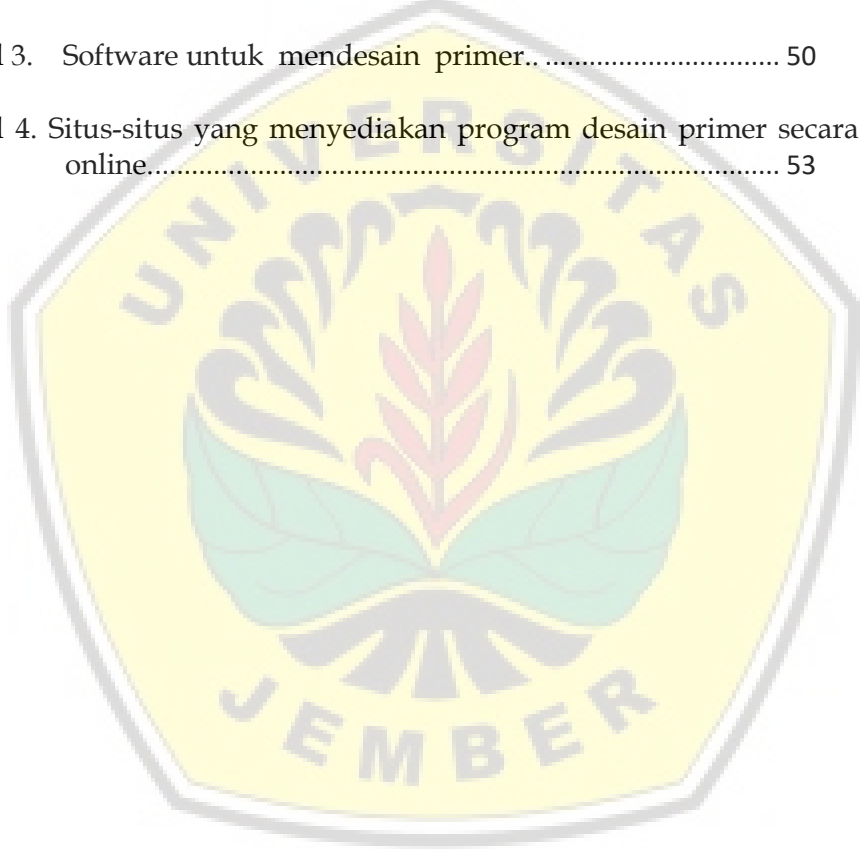 l 3. Software untuk mendesain primer.. .............................. 50
l 4. Situs-situs yang menyediakan program desain primer secara
online.................................................................................. 53
UNIVERSITAS
JEMBER